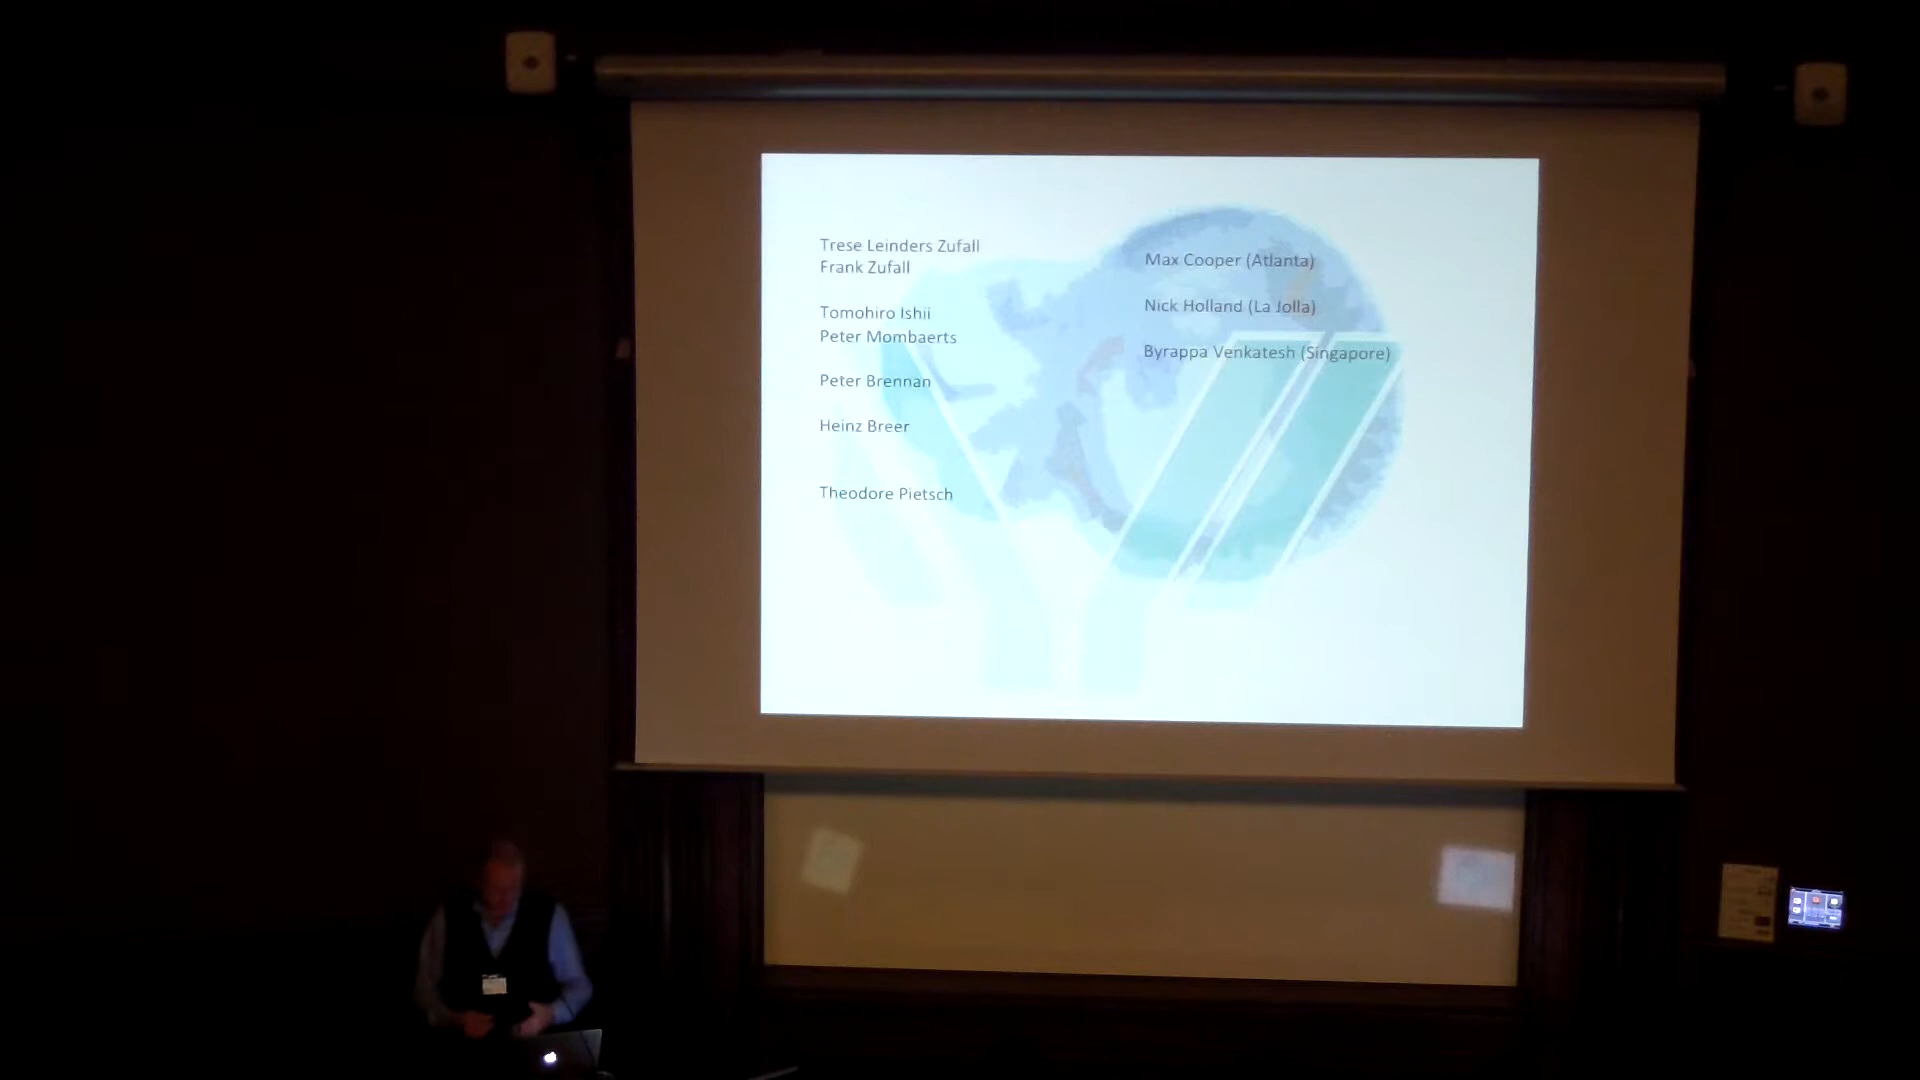 Trese Leinders Zufall
Frank Zufall
Tomohiro Ishii
Peter Mombaerts
Peter Brennan
Heinz Breer
Theodore Pietsch
Max Cooper (Atlanta)
Nick Holland (La Jolla)
Byrappa Venkatesh (Singapore)